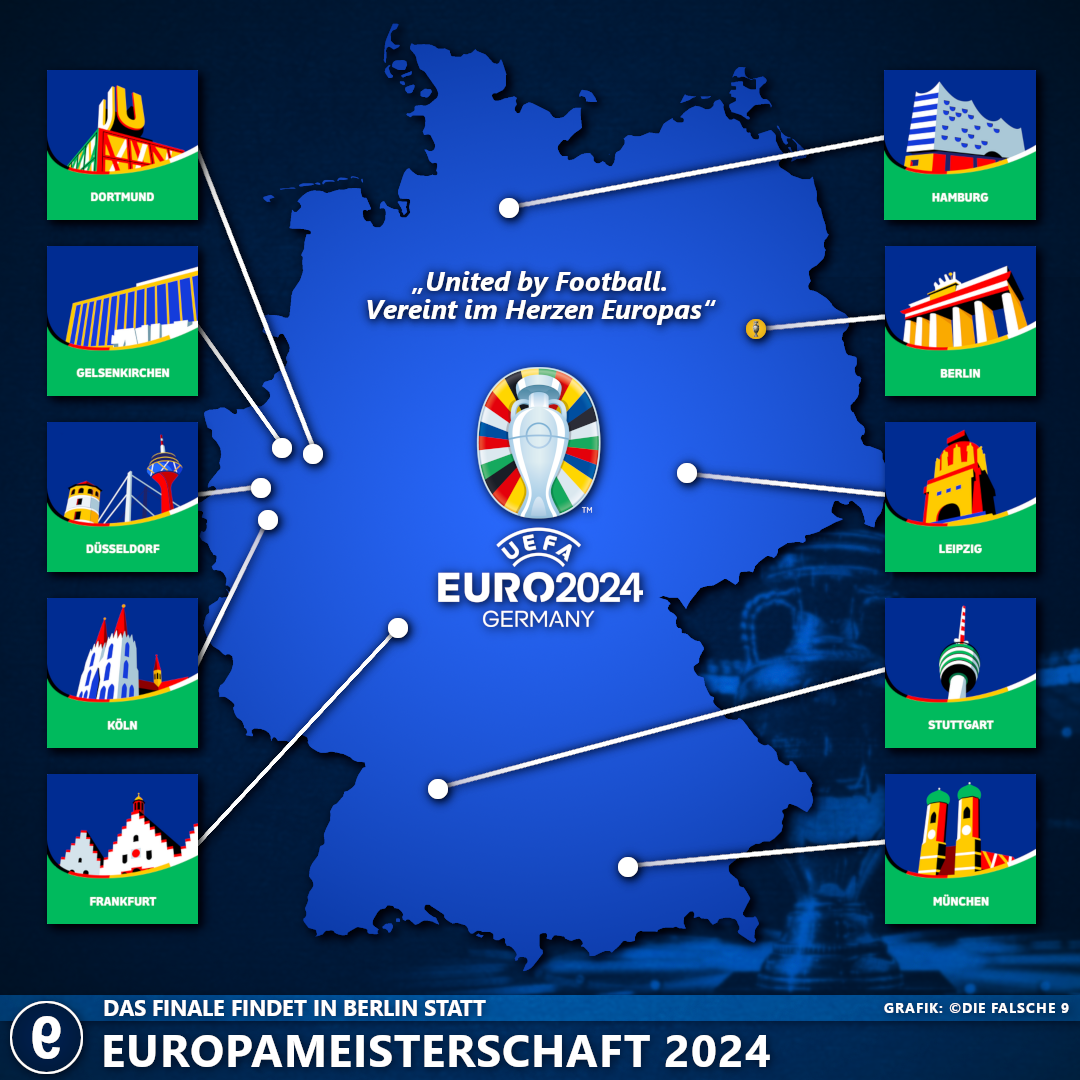 DORTMUND
GELSENKIRCHEN
DÜSSELDORF
KÖLN
FRANKFURT
HAMBURG
BERLIN
LEIPZIG
STUTTGART
MÜNCHEN
„United by Football.
Vereint im Herzen Europas“
TM
UEFA
EURO2024
GERMANY
DAS FINALE FINDET IN BERLIN STATT
GRAFIK: ©DIE FALSCHE 9
e
EUROPAMEISTERSCHAFT 2024